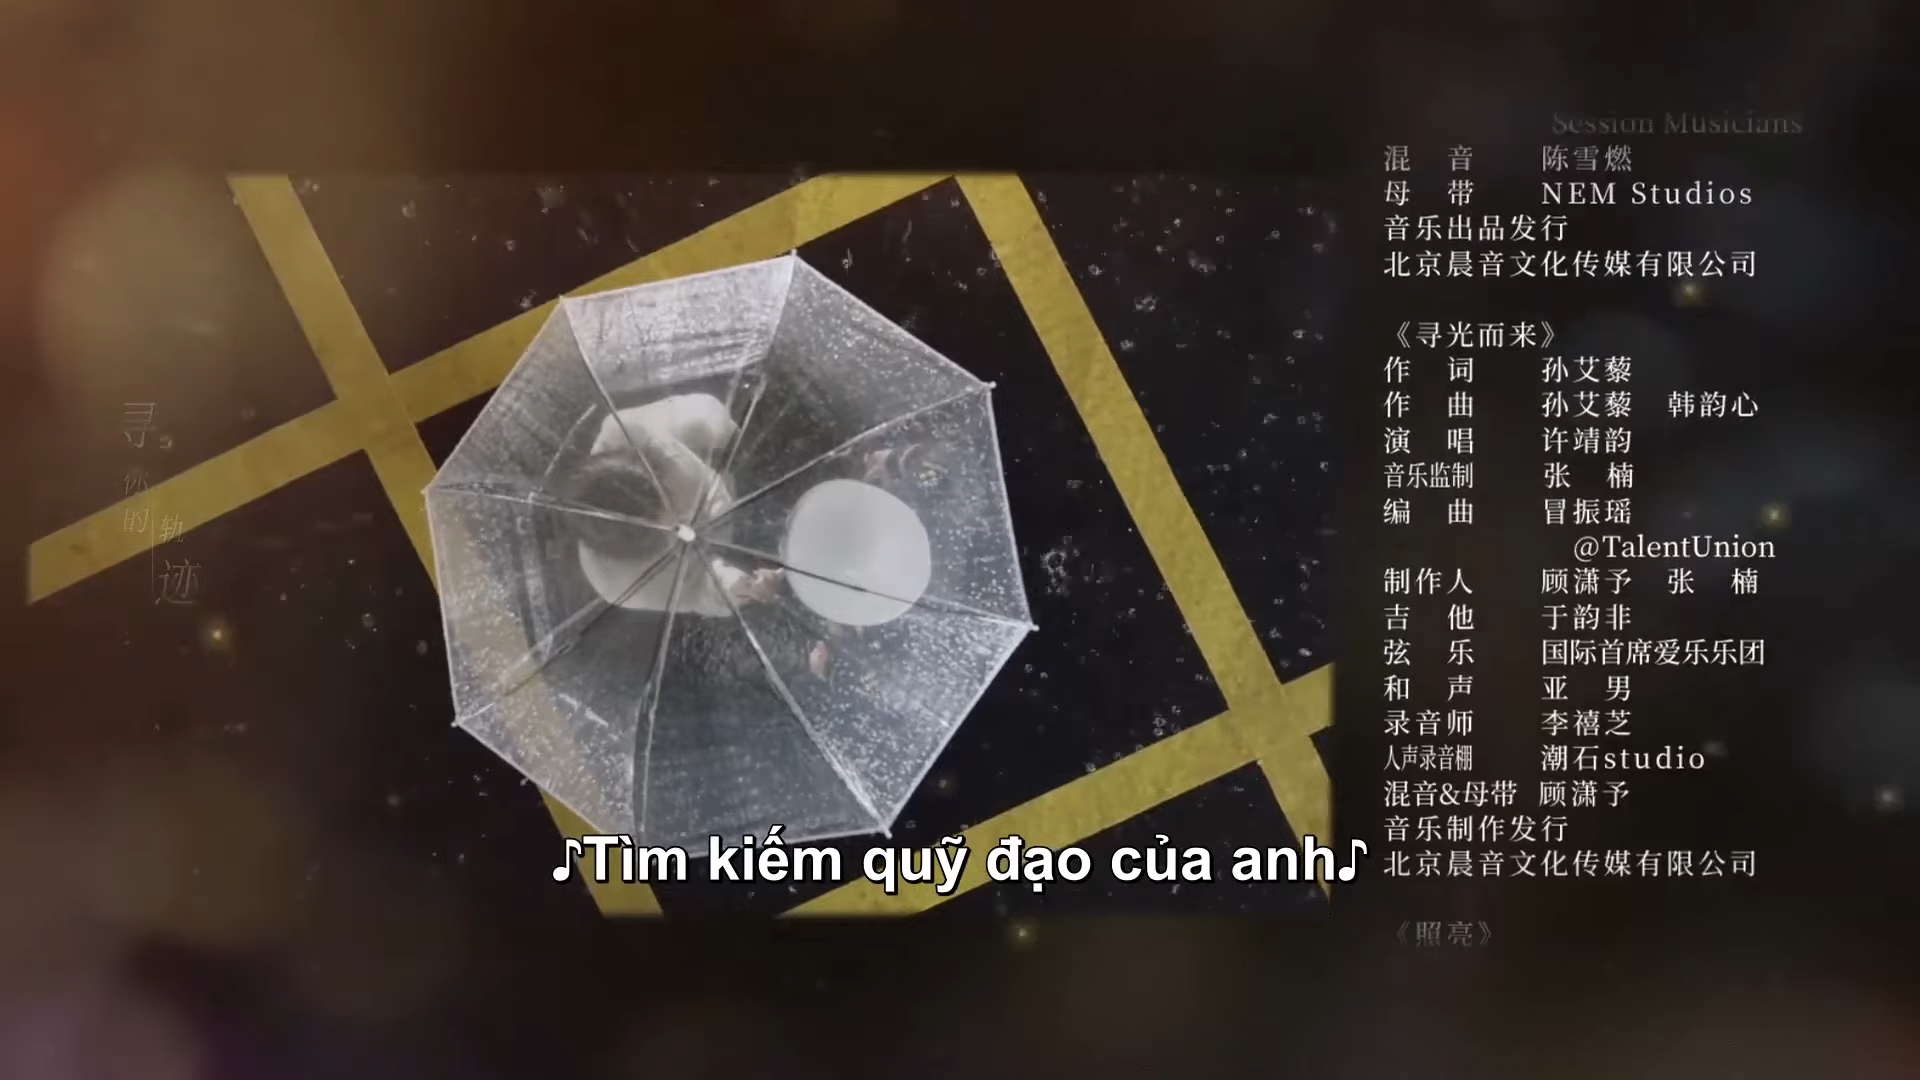 Session Musicians
混 音 陈雪燃
母 带 NEM Studios
音乐出品发行
北京晨音文化传媒有限公司
《寻光而来》
作 词 孙艾藜
作 曲 孙艾藜 韩韵心
演 唱 许靖韵
音乐监制 张 楠
编 曲 冒振瑶
@TalentUnion
制作人 顾潇予 张 楠
吉 他 于韵非
弦 乐 国际首席爱乐乐团
和 声 亚 男
录音师 李禧芝
人声录音棚 潮石studio
混音&母带 顾潇予
音乐制作发行
北京晨音文化传媒有限公司
《照亮》
寻
你的
轨
迹
♪Tìm kiếm quỹ đạo của anh♪